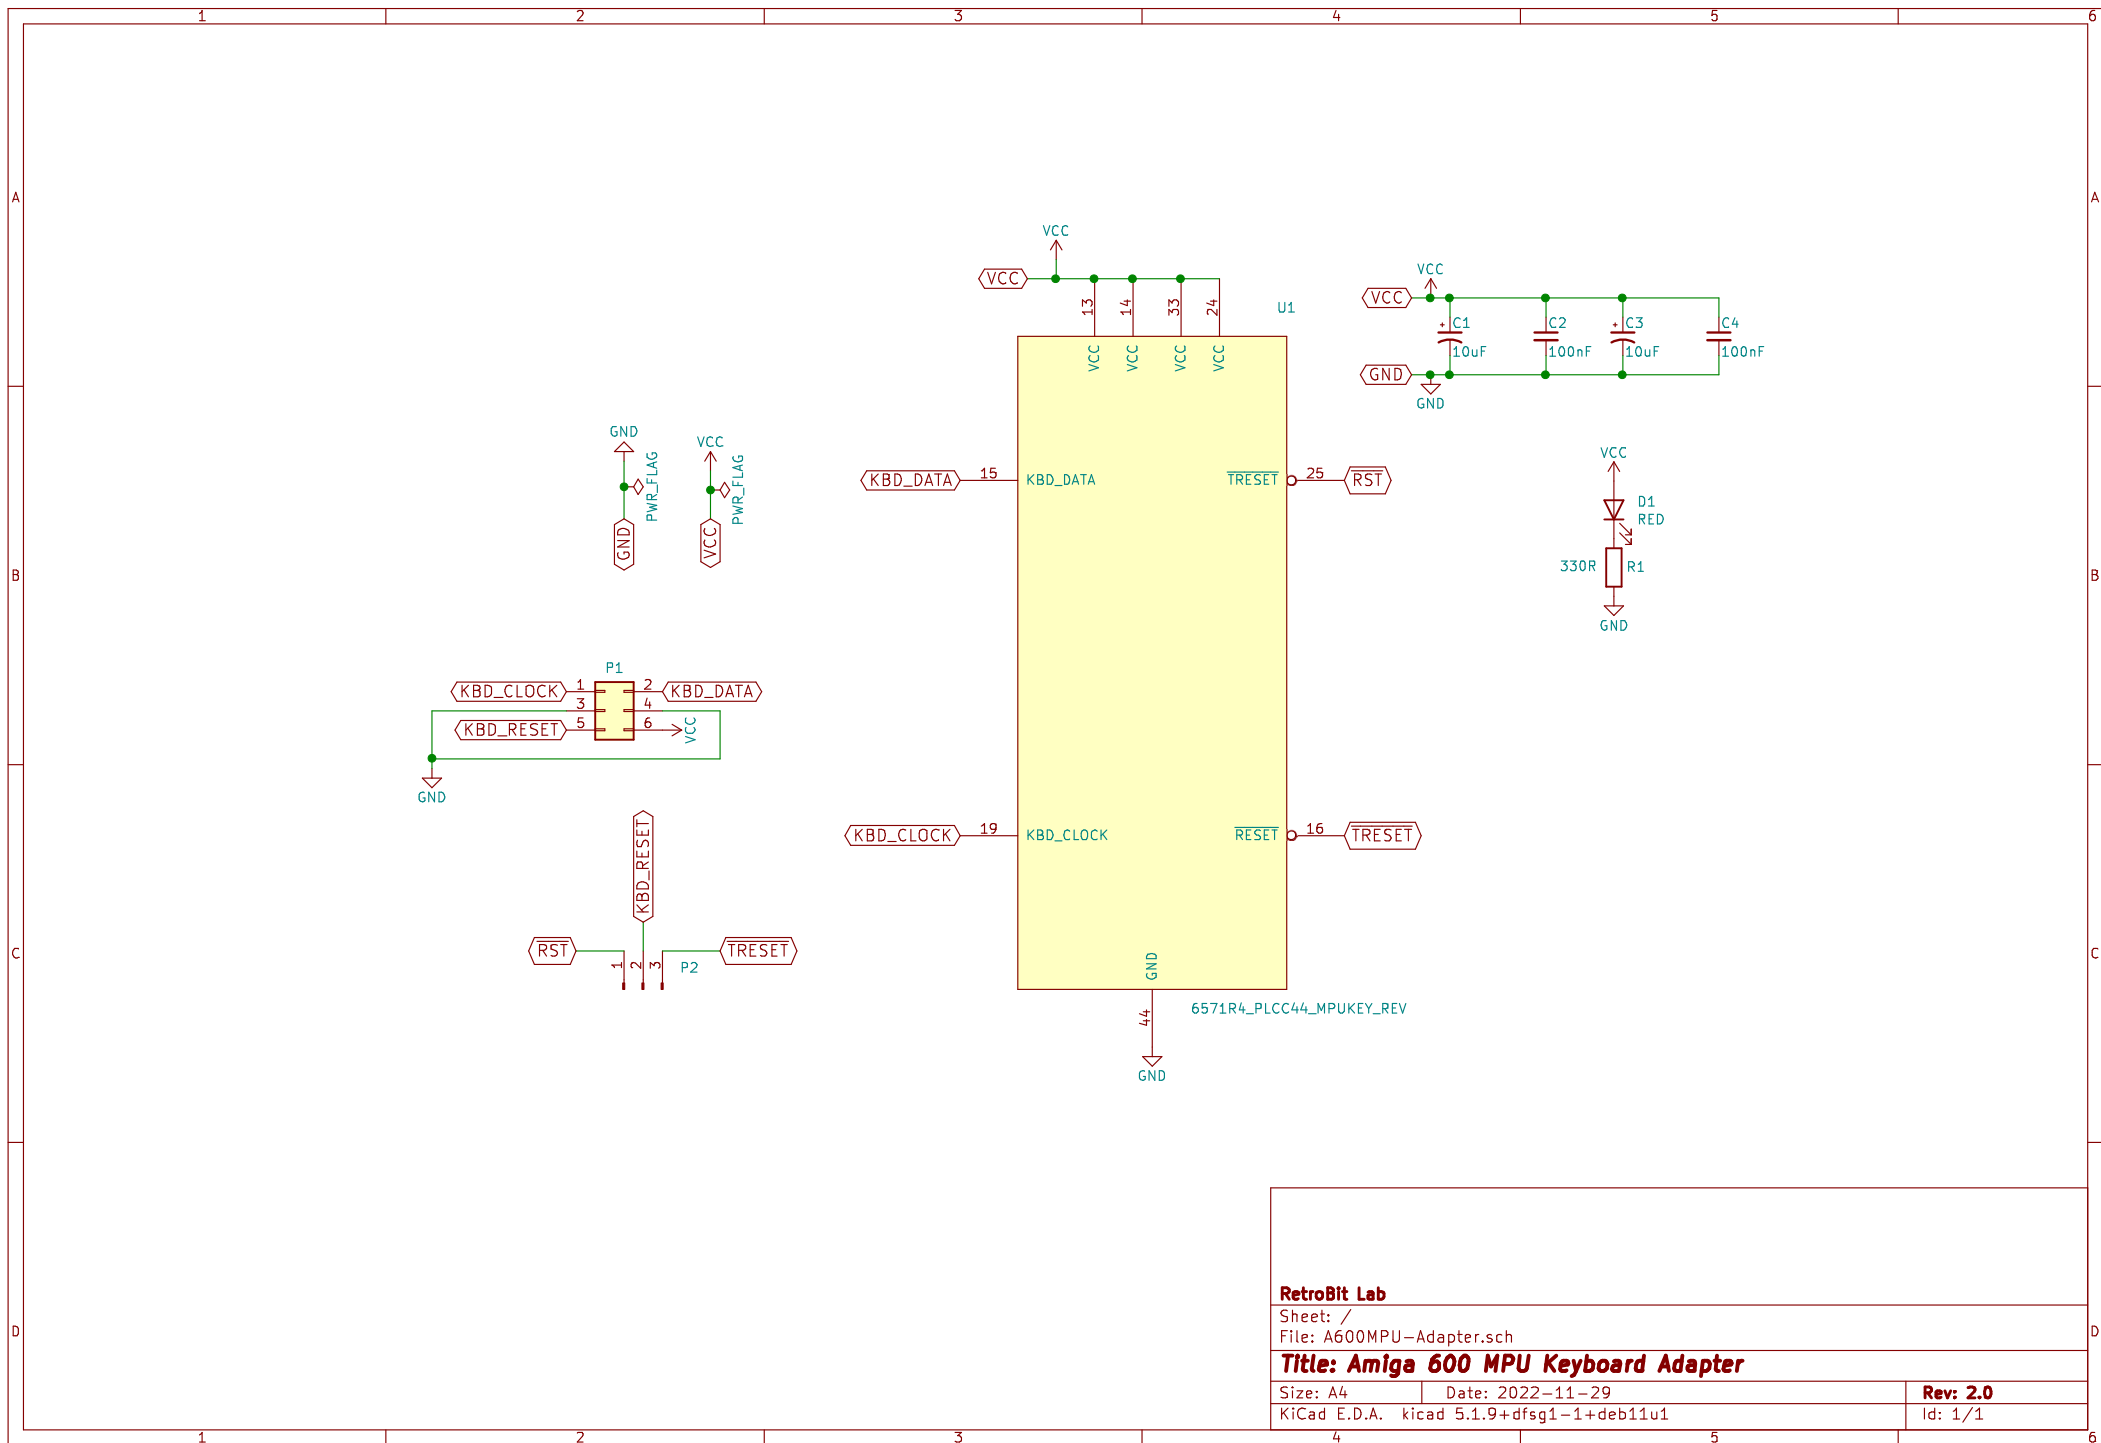 1 2 3 4 5 6
A A
VCC
VCC
13 14 33 24
U1
VCC VCC VCC VCC
VCC
VCC
C1 C2 C3 C4
10uF 100nF 10uF 100nF
GND
GND
GND
PWR_FLAG
GND
VCC
PWR_FLAG
VCC
KBD_DATA 15 KBD_DATA
TRESET 25 RST
VCC
D1
RED
330R R1
GND
B B
P1
KBD_CLOCK 1 2 KBD_DATA
3 4
KBD_RESET 5 6 VCC
GND
KBD_CLOCK 19 KBD_CLOCK
RESET 16 TRESET
KBD_RESET
RST TRESET
1 2 3 P2
C C
GND
6571R4_PLCC44_MPUKEY_REV
44
GND
RetroBit Lab
Sheet: /
File: A600MPU-Adapter.sch
D D
Title: Amiga 600 MPU Keyboard Adapter
Size: A4 Date: 2022-11-29 Rev: 2.0
KiCad E.D.A. kicad 5.1.9+dfsg1-1+deb11u1 Id: 1/1
1 2 3 4 5 6